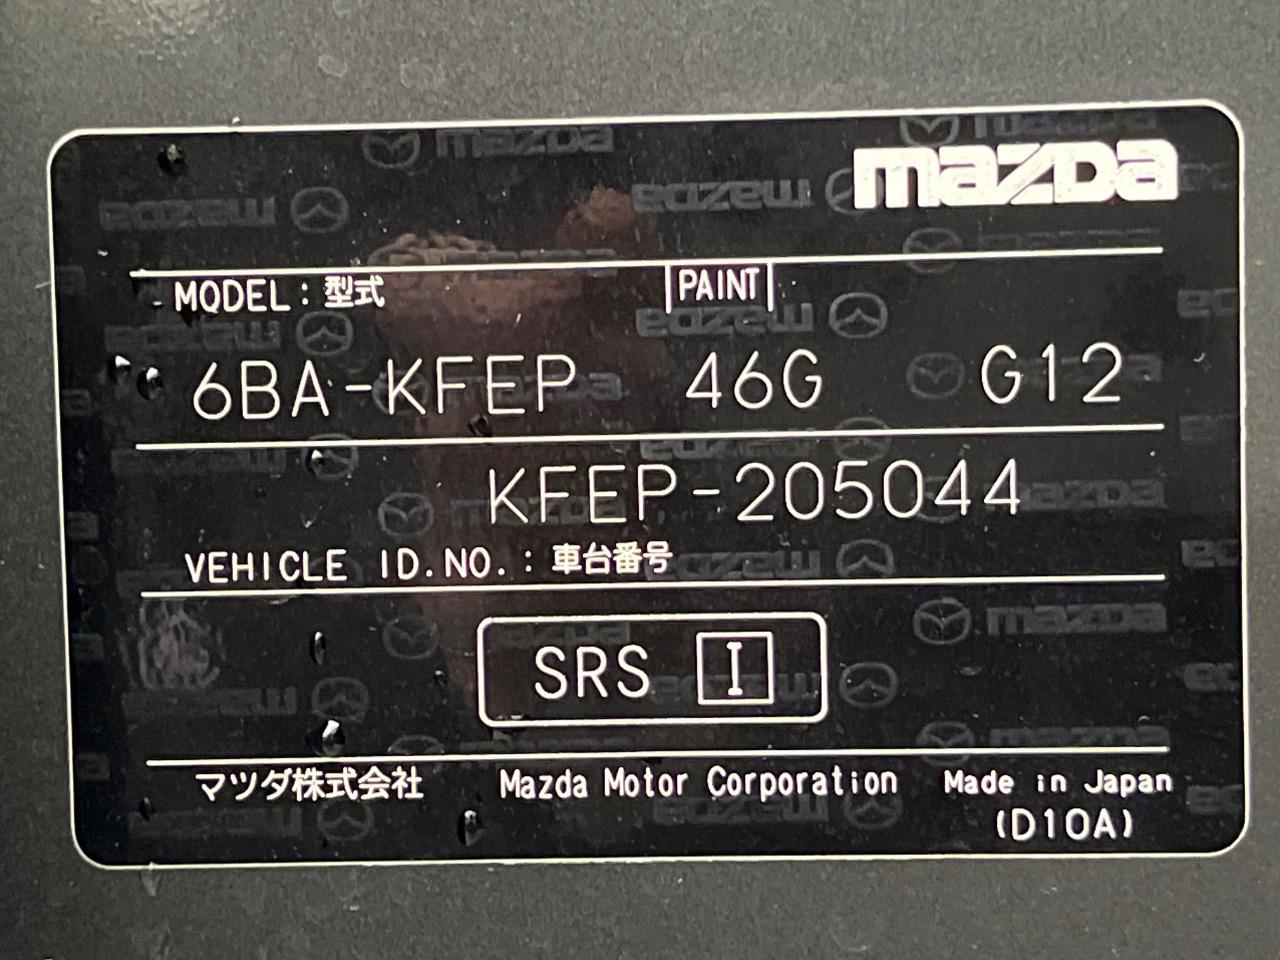 mazda
MODEL:型式 PAINT
6BA-KFEP 46G G12
KFEP-205044
VEHICLE ID.NO.:車台番号
SRS I
マツダ株式会社 Mazda Motor Corporation Made in Japan
(D10A)